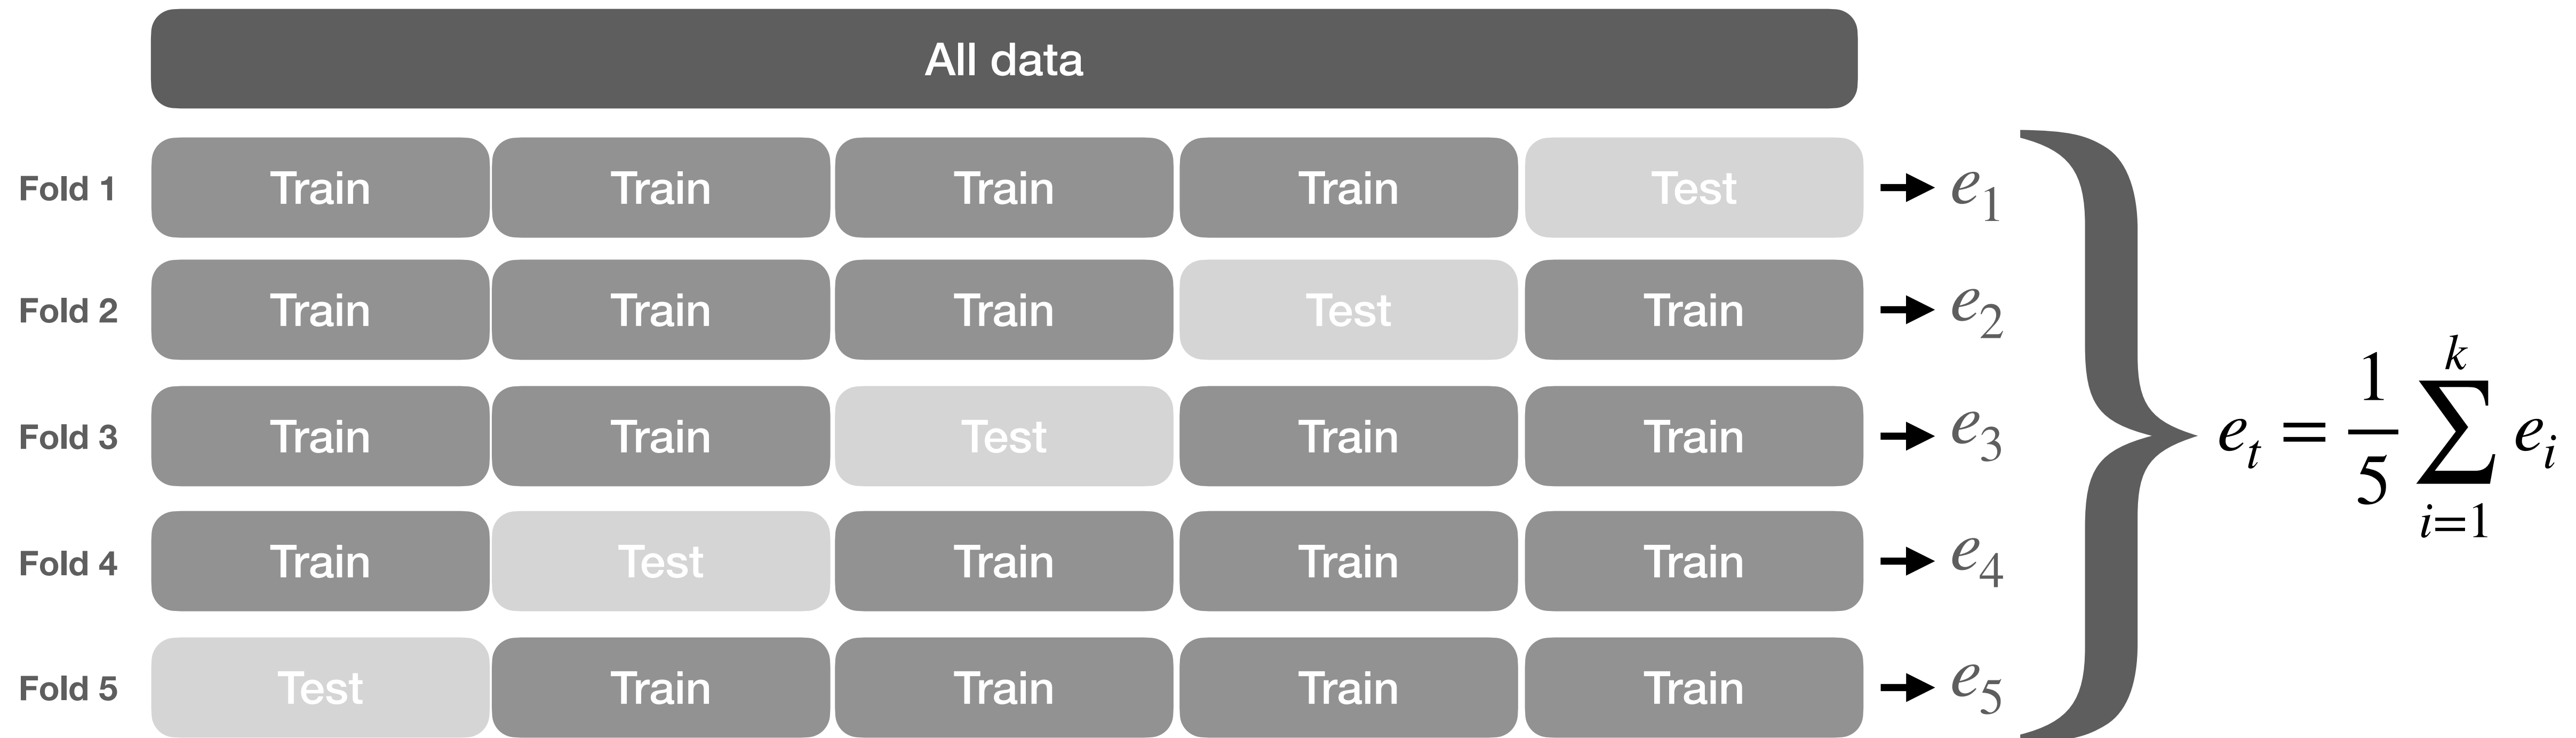 All data
Fold 1 Train Train Train Train Test e₁
Fold 2 Train Train Train Test Train e₂
Fold 3 Train Train Test Train Train e₃
Fold 4 Train Test Train Train Train e₄
Fold 5 Test Train Train Train Train e₅
eₜ = 1/5 ∑ᵢ₌₁ᵏ eᵢ